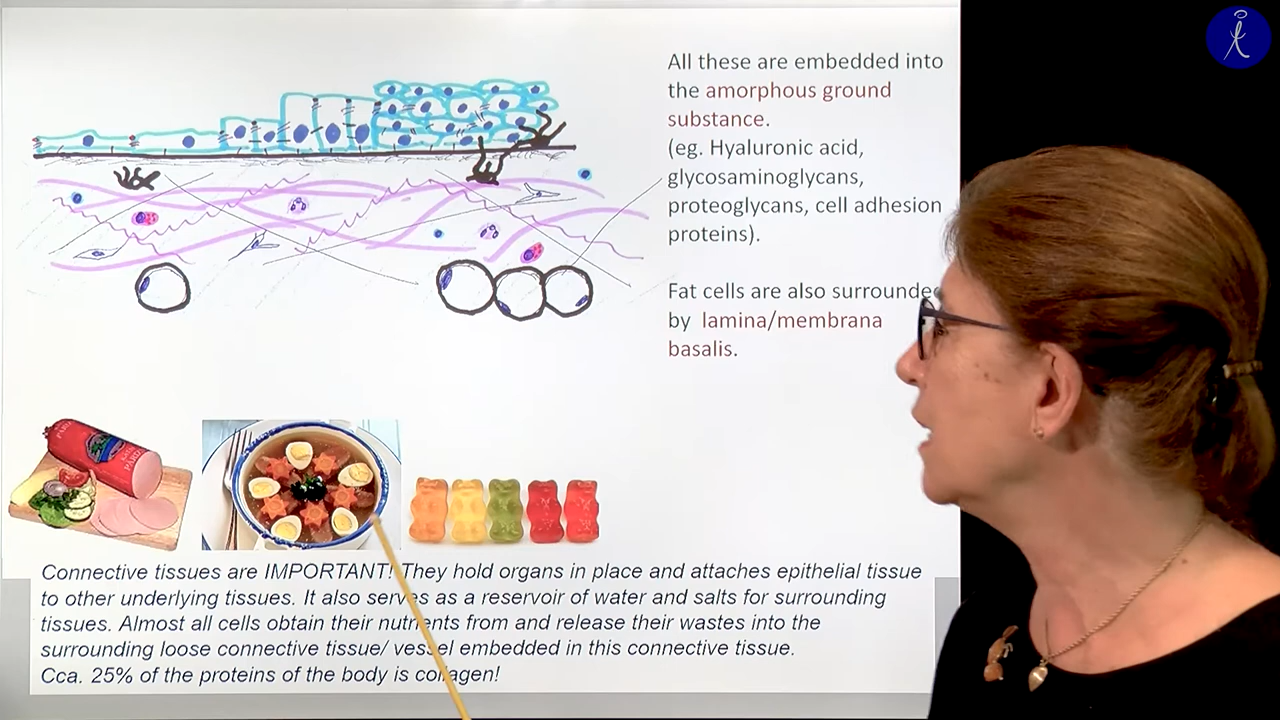 All these are embedded into
the amorphous ground
substance.
(eg. Hyaluronic acid,
glycosaminoglycans,
proteoglycans, cell adhesion
proteins).
Fat cells are also surrounded
by lamina/membrana
basalis.
Connective tissues are IMPORTANT! They hold organs in place and attaches epithelial tissue
to other underlying tissues. It also serves as a reservoir of water and salts for surrounding
tissues. Almost all cells obtain their nutrients from and release their wastes into the
surrounding loose connective tissue/ vessel embedded in this connective tissue.
Cca. 25% of the proteins of the body is collagen!